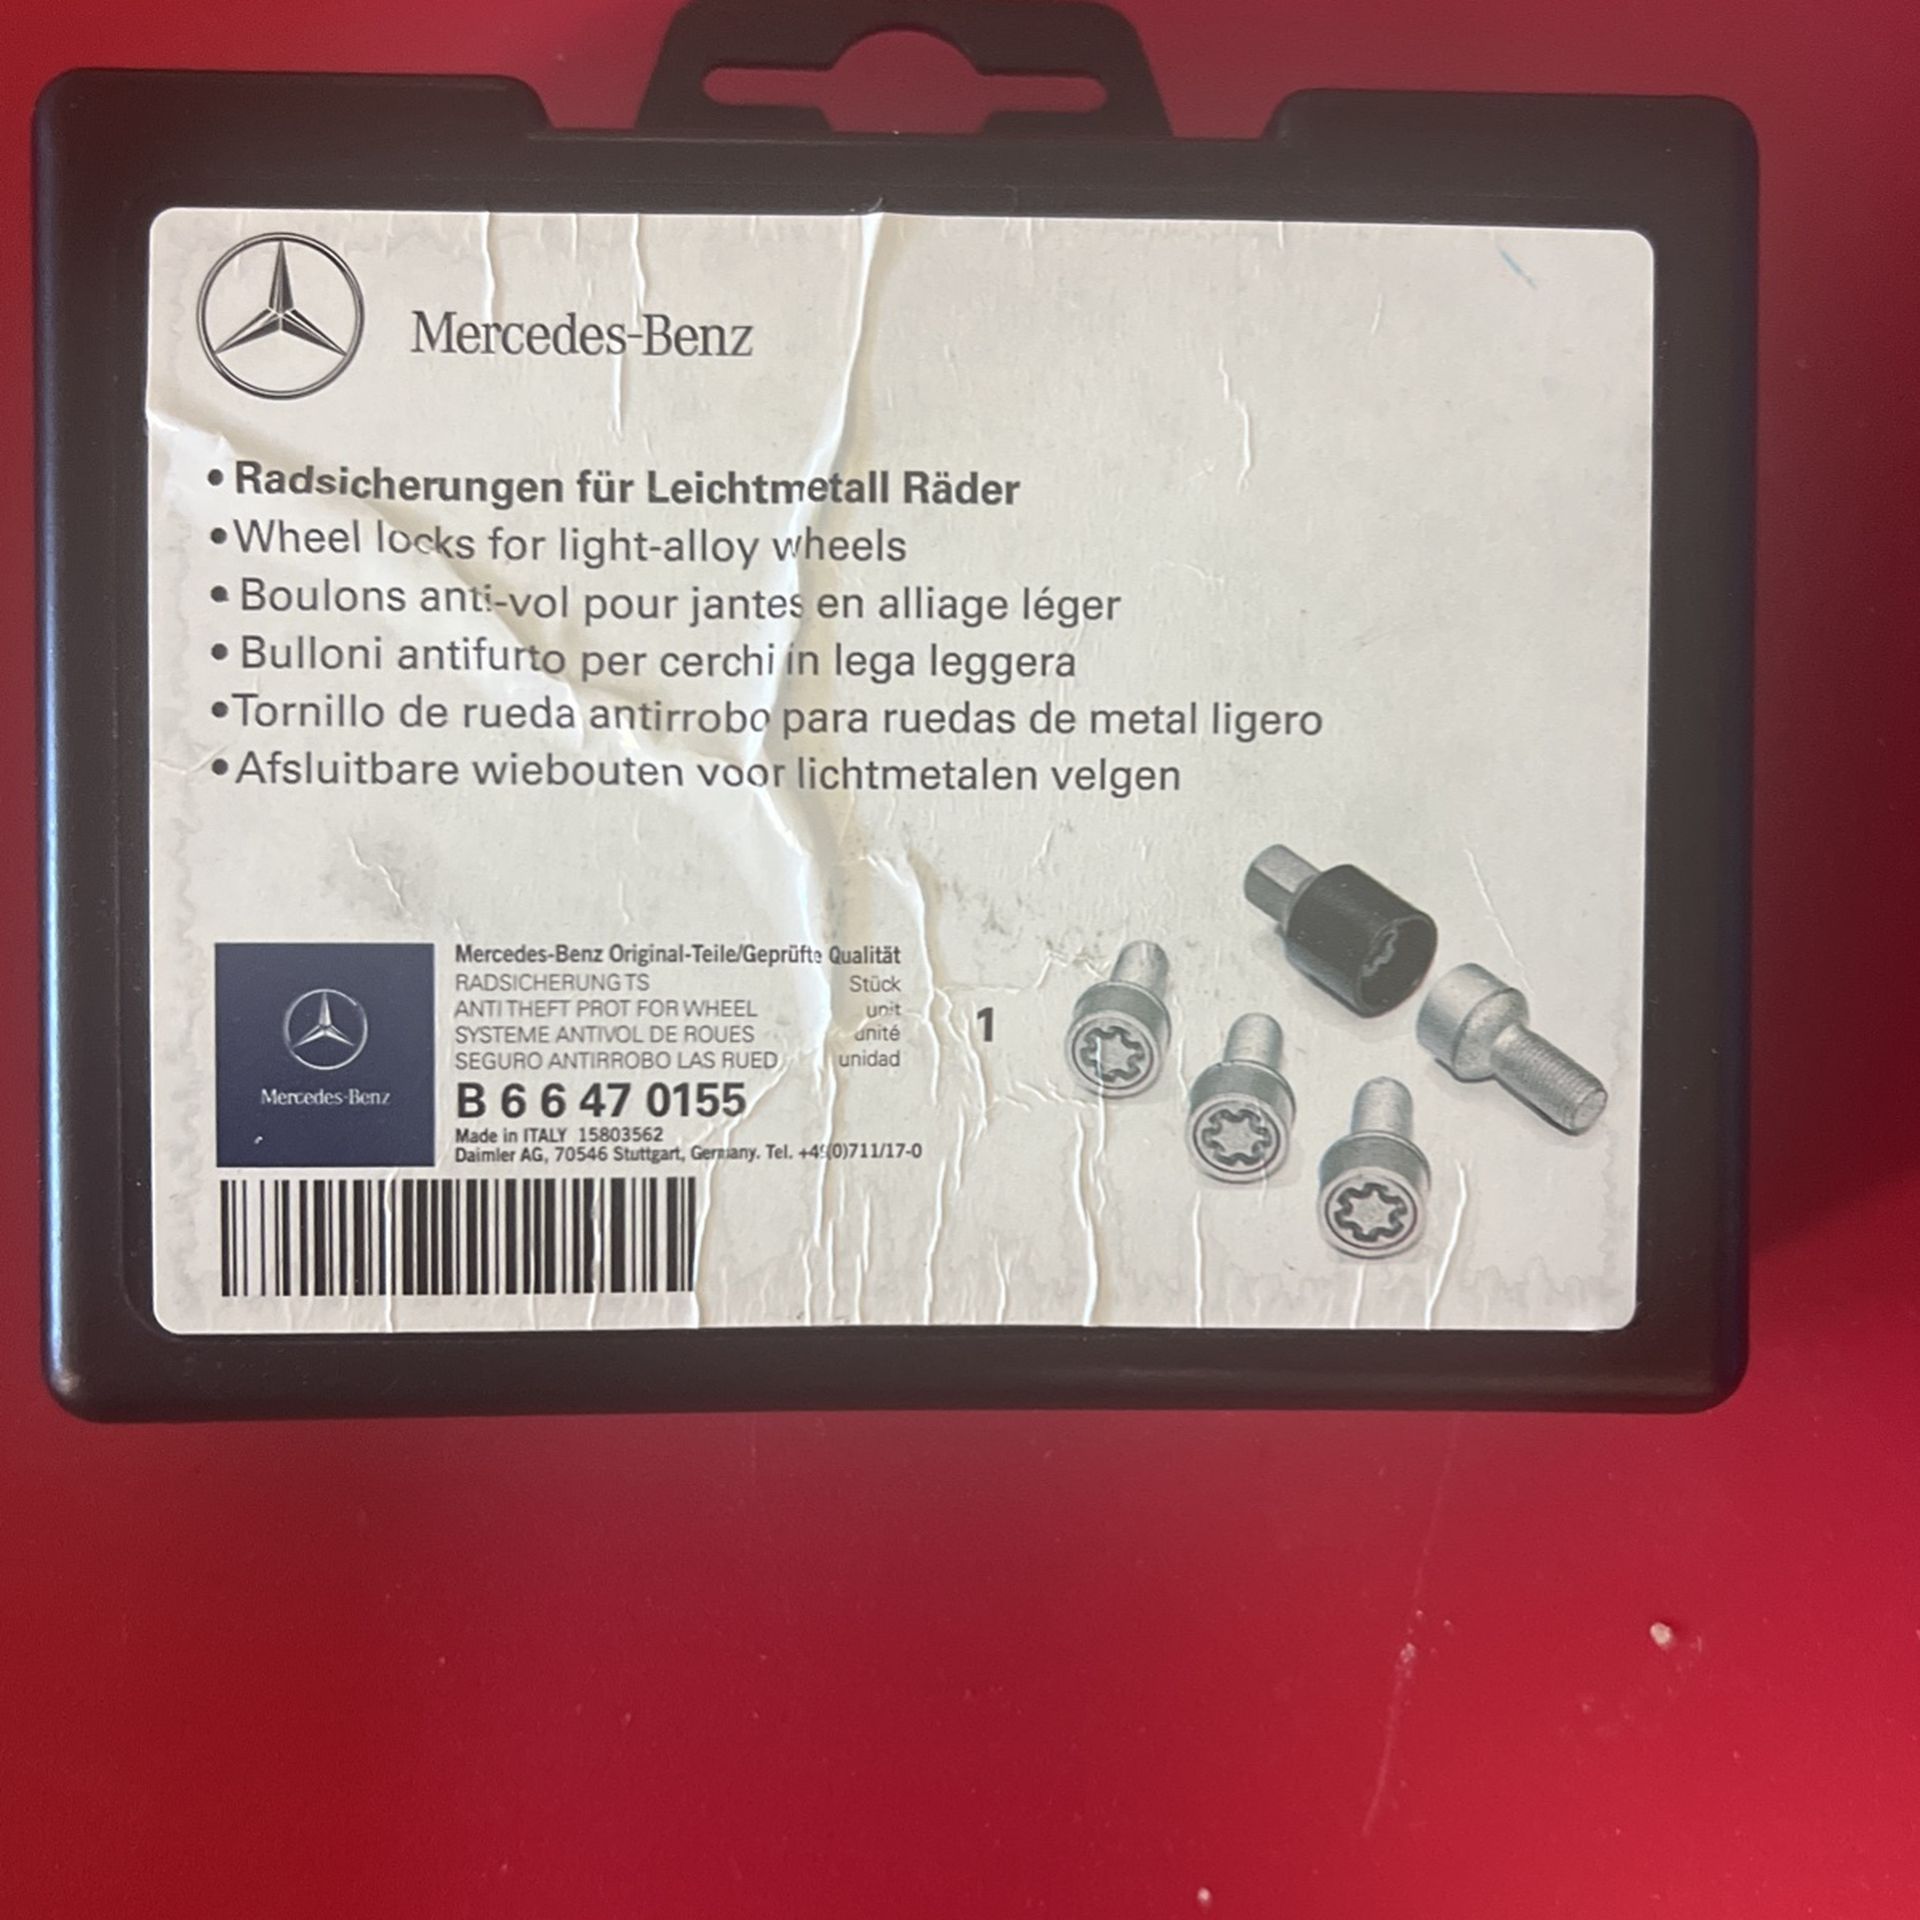 Mercedes-Benz
• Radsicherungen für Leichtmetall Räder
• Wheel locks for light-alloy wheels
• Boulons anti-vol pour jantes en alliage léger
• Bulloni antifurto per cerchi in lega leggera
• Tornillo de rueda antirrobo para ruedas de metal ligero
• Afsluitbare wiebouten voor lichtmetalen velgen
Mercedes-Benz Original-Teile/Geprüfte Qualität
RADSICHERUNG TS Stück
ANTI THEFT PROT FOR WHEEL unit 1
SYSTEME ANTIVOL DE ROUES unité
SEGURO ANTIRROBO LAS RUED unidad
Mercedes-Benz
B 6 6 47 0155
Made in ITALY 15803562
Daimler AG, 70546 Stuttgart, Germany. Tel. +49(0)711/17-0